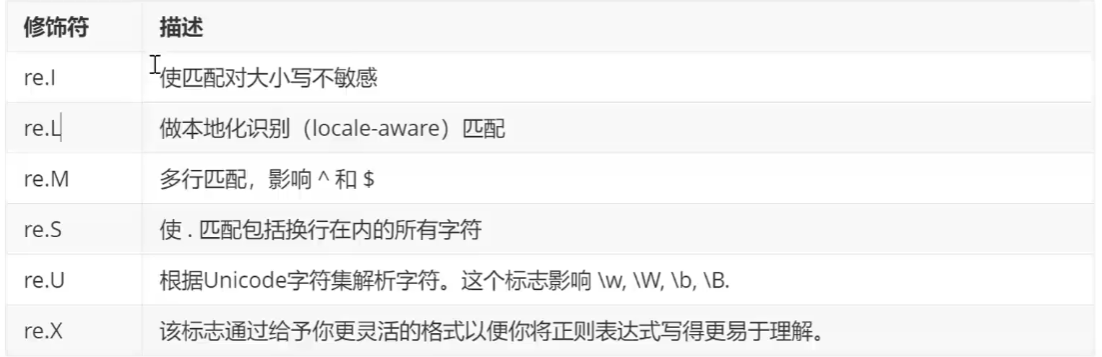 修饰符 描述
re.I 使匹配对大小写不敏感
re.L 做本地化识别（locale-aware）匹配
re.M 多行匹配，影响 ^ 和 $
re.S 使 . 匹配包括换行在内的所有字符
re.U 根据Unicode字符集解析字符。这个标志影响 \w, \W, \b, \B.
re.X 该标志通过给予你更灵活的格式以便你将正则表达式写得更易于理解。